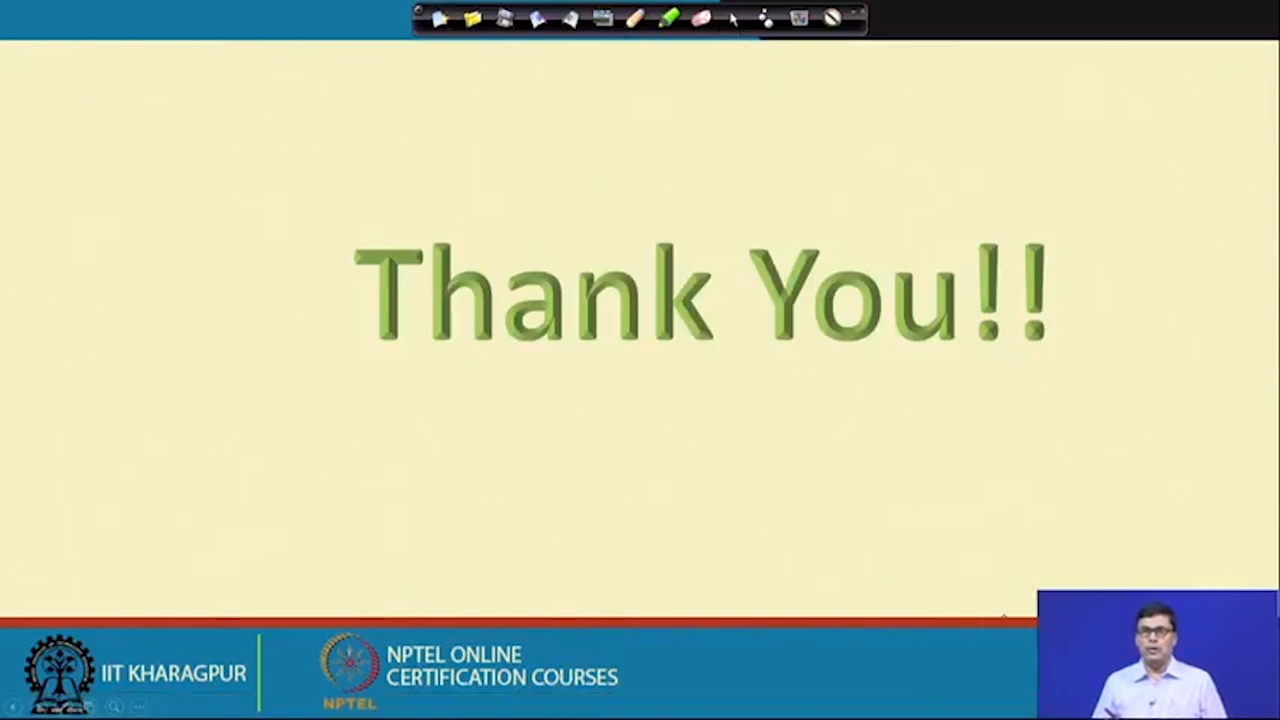 Thank You!!
IIT KHARAGPUR
NPTEL
NPTEL ONLINE
CERTIFICATION COURSES